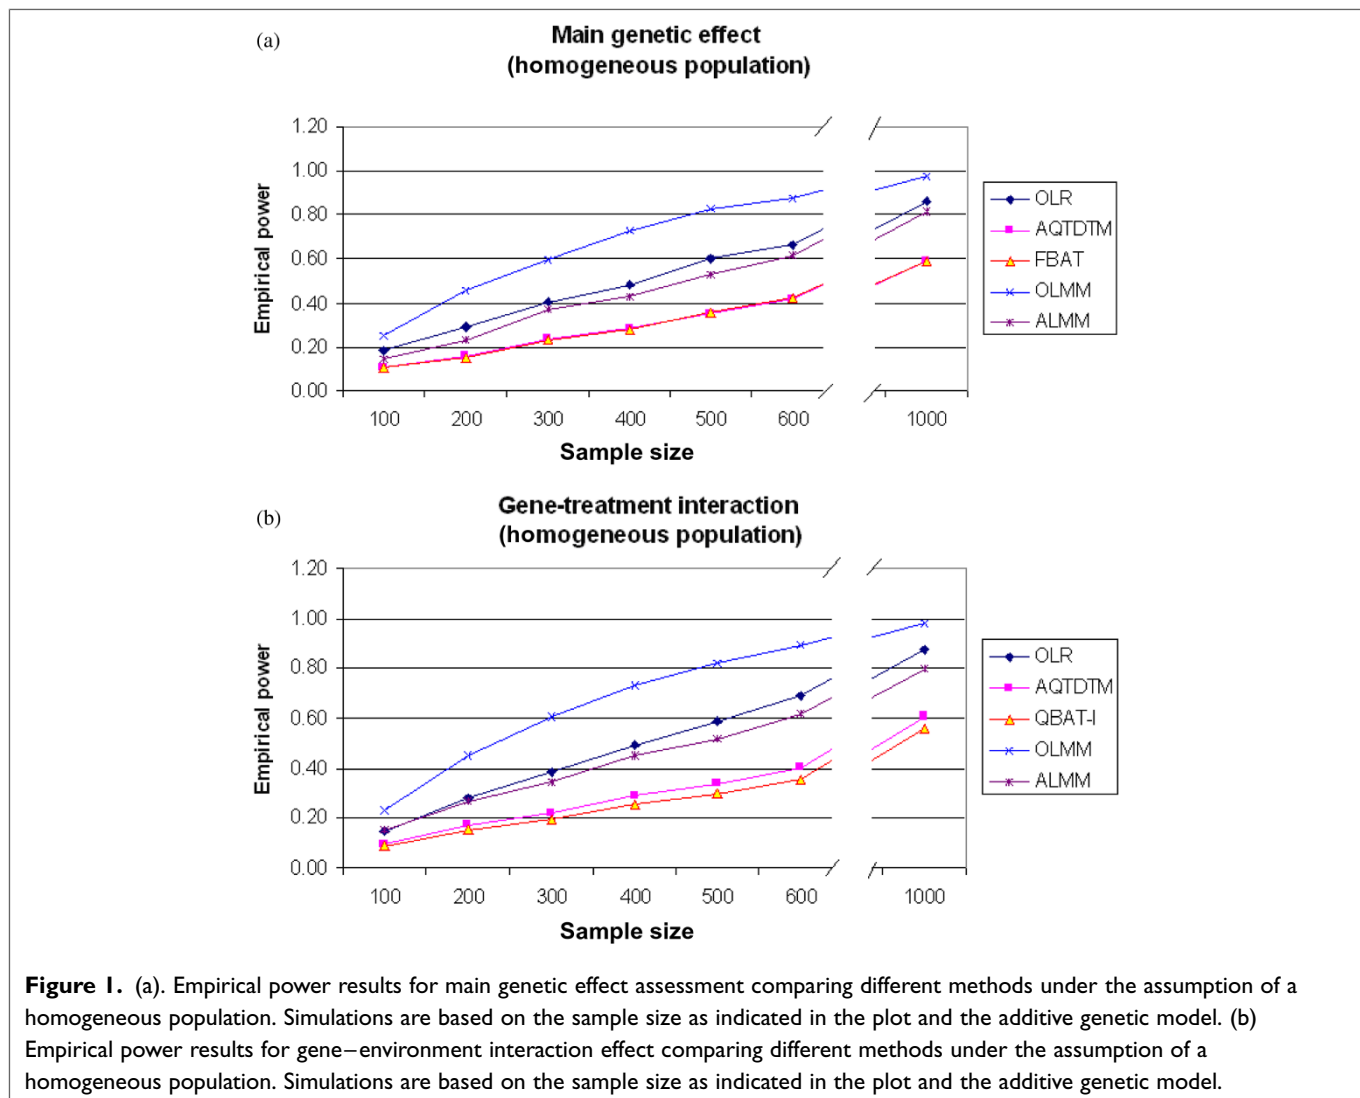 (a)
Main genetic effect
(homogeneous population)
1.20
1.00
0.80
0.60
0.40
0.20
0.00
Empirical power
100 200 300 400 500 600 1000
Sample size
OLR
AQTDTM
FBAT
OLMM
ALMM
(b)
Gene-treatment interaction
(homogeneous population)
1.20
1.00
0.80
0.60
0.40
0.20
0.00
Empirical power
100 200 300 400 500 600 1000
Sample size
OLR
AQTDTM
QBAT-I
OLMM
ALMM
Figure 1. (a). Empirical power results for main genetic effect assessment comparing different methods under the assumption of a
homogeneous population. Simulations are based on the sample size as indicated in the plot and the additive genetic model. (b)
Empirical power results for gene–environment interaction effect comparing different methods under the assumption of a
homogeneous population. Simulations are based on the sample size as indicated in the plot and the additive genetic model.